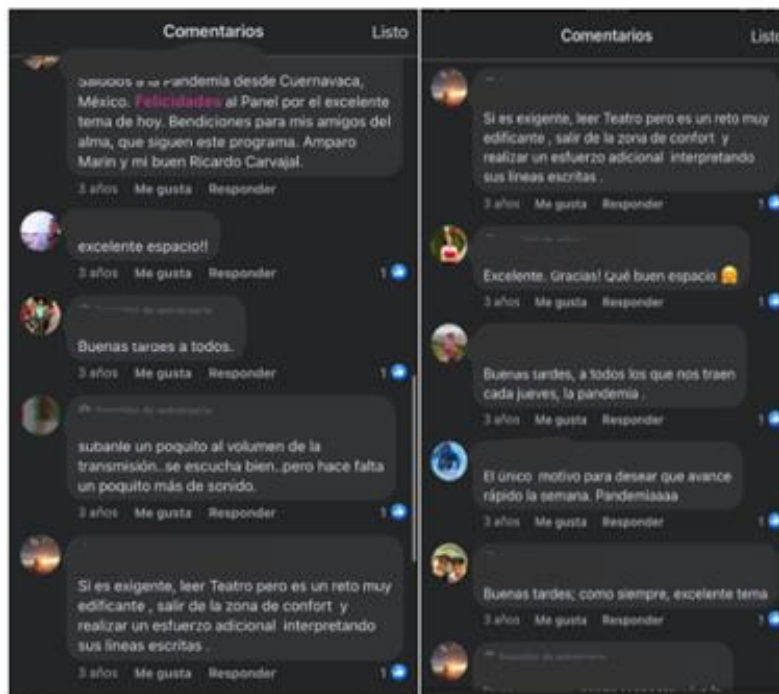 Comentarios
Listo
Saludos a la Pandemia desde Cuernavaca,
México. Felicidades al Panel por el excelente
tema de hoy. Bendiciones para mis amigos del
alma, que siguen este programa. Amparo
Marin y mi buen Ricardo Carvajal.
3 años Me gusta Responder
excelente espacio!!
3 años Me gusta Responder 1
Buenas tardes a todos.
3 años Me gusta Responder 1
subanle un poquito al volumen de la
transmisión..se escucha bien..pero hace falta
un poquito más de sonido.
3 años Me gusta Responder 1
Si es exigente, leer Teatro pero es un reto muy
edificante , salir de la zona de confort y
realizar un esfuerzo adicional interpretando
sus líneas escritas .
3 años Me gusta Responder 1
Comentarios
Listo
Si es exigente, leer Teatro pero es un reto muy
edificante , salir de la zona de confort y
realizar un esfuerzo adicional interpretando
sus líneas escritas .
3 años Me gusta Responder 1
Excelente. Gracias! Qué buen espacio 🤗
3 años Me gusta Responder 1
Buenas tardes, a todos los que nos traen
cada jueves, la pandemia .
3 años Me gusta Responder 1
El único motivo para desear que avance
rápido la semana. Pandemiaaaa
3 años Me gusta Responder 1
Buenas tardes; como siempre, excelente tema
3 años Me gusta Responder 1